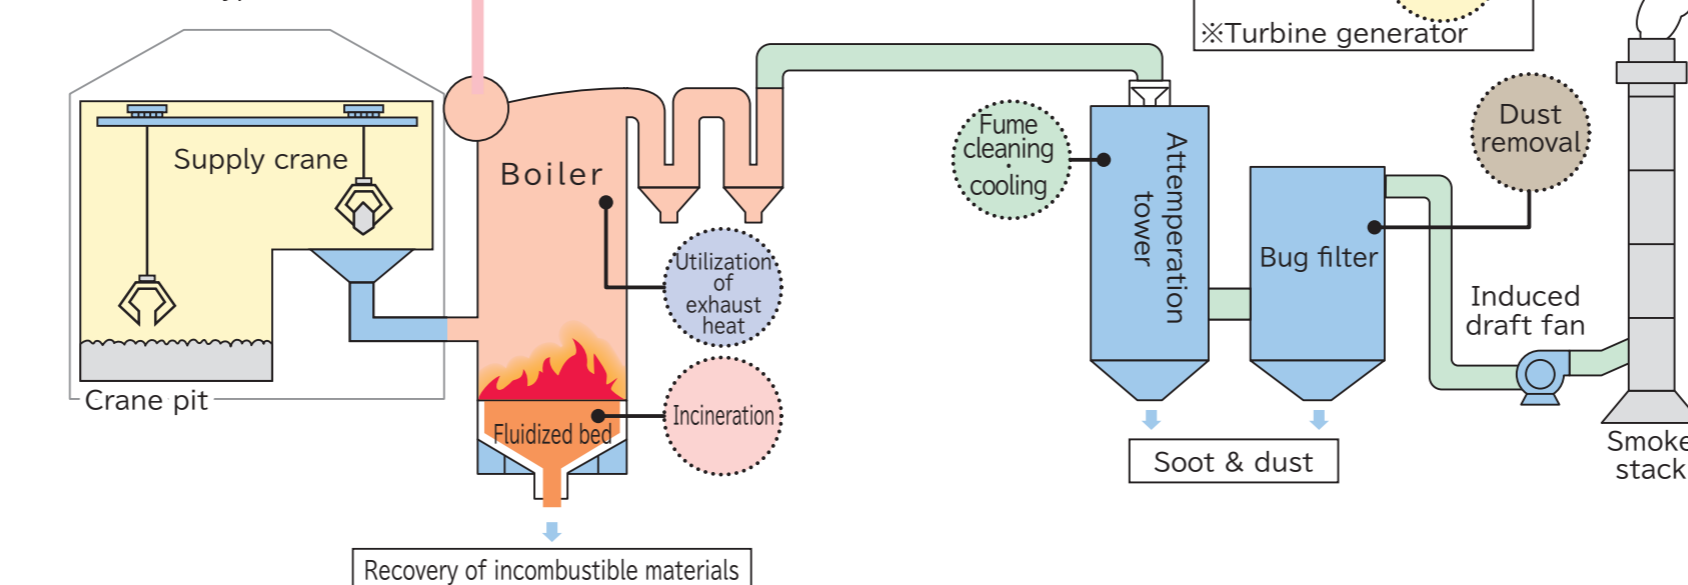 ※Turbine generator
Supply crane
Crane pit
Boiler
Utilization
of
exhaust
heat
Incineration
Fluidized bed
Recovery of incombustible materials
Fume
cleaning
・
cooling
Attemperation
tower
Bug filter
Dust
removal
Soot & dust
Induced
draft fan
Smoke
stack